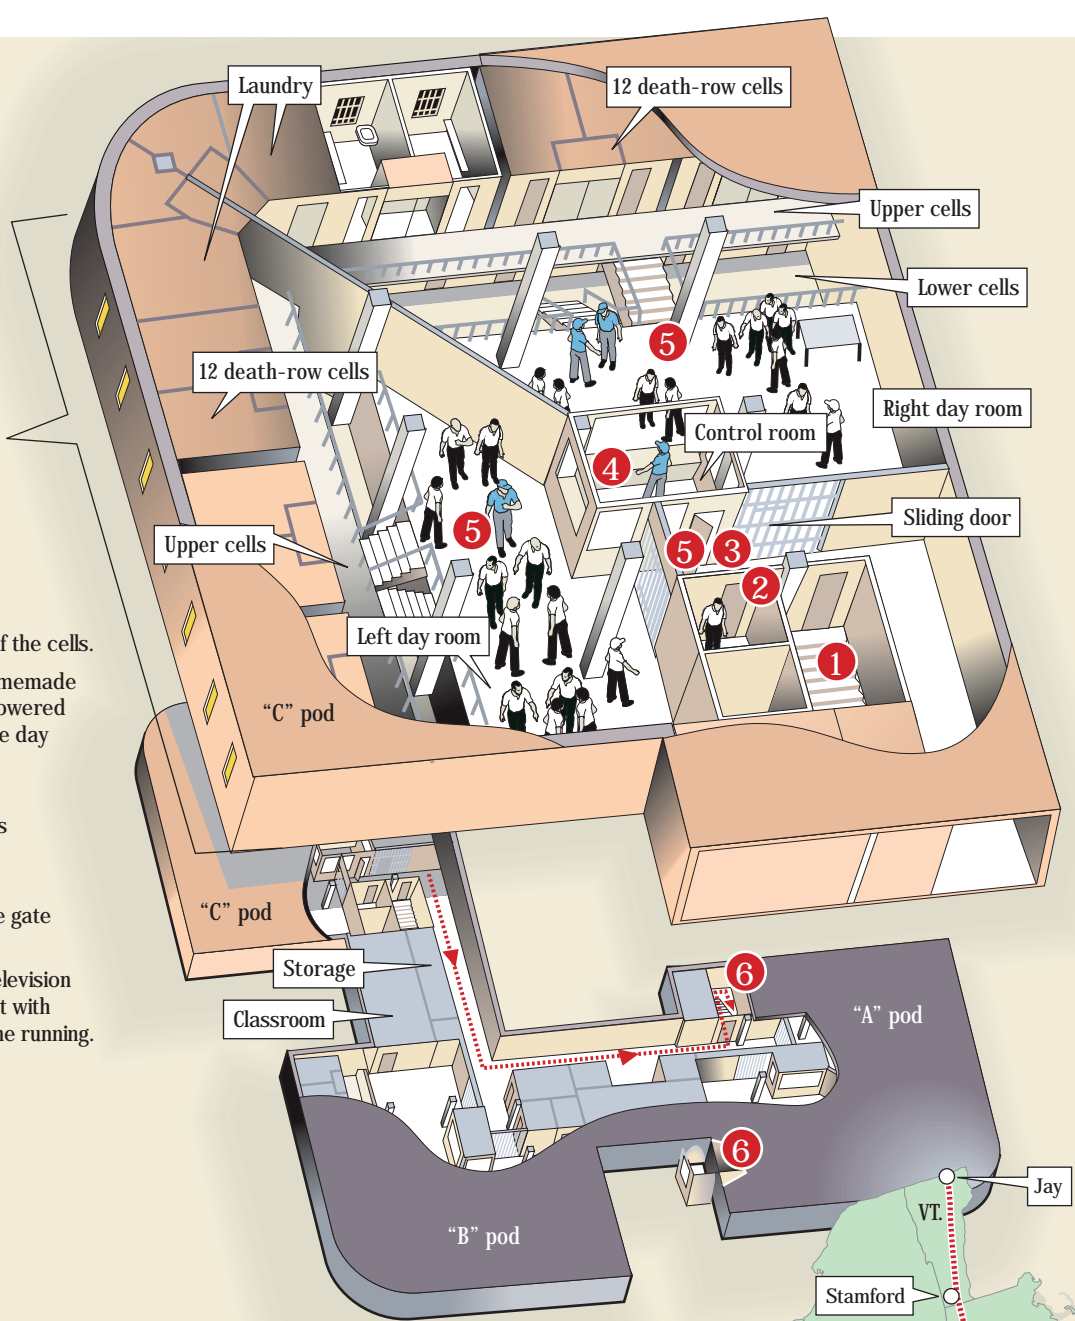 Laundry
12 death-row cells
Upper cells
Lower cells
5
12 death-row cells
Right day room
Control room
4
Sliding door
5
Upper cells
5
3
2
Left day room
1
f the cells.
memade
owered
e day
"C" pod
s
"C" pod
e gate
Storage
elevision
t with
ne running.
Classroom
6
"A" pod
6
Jay
VT.
"B" pod
Stamford